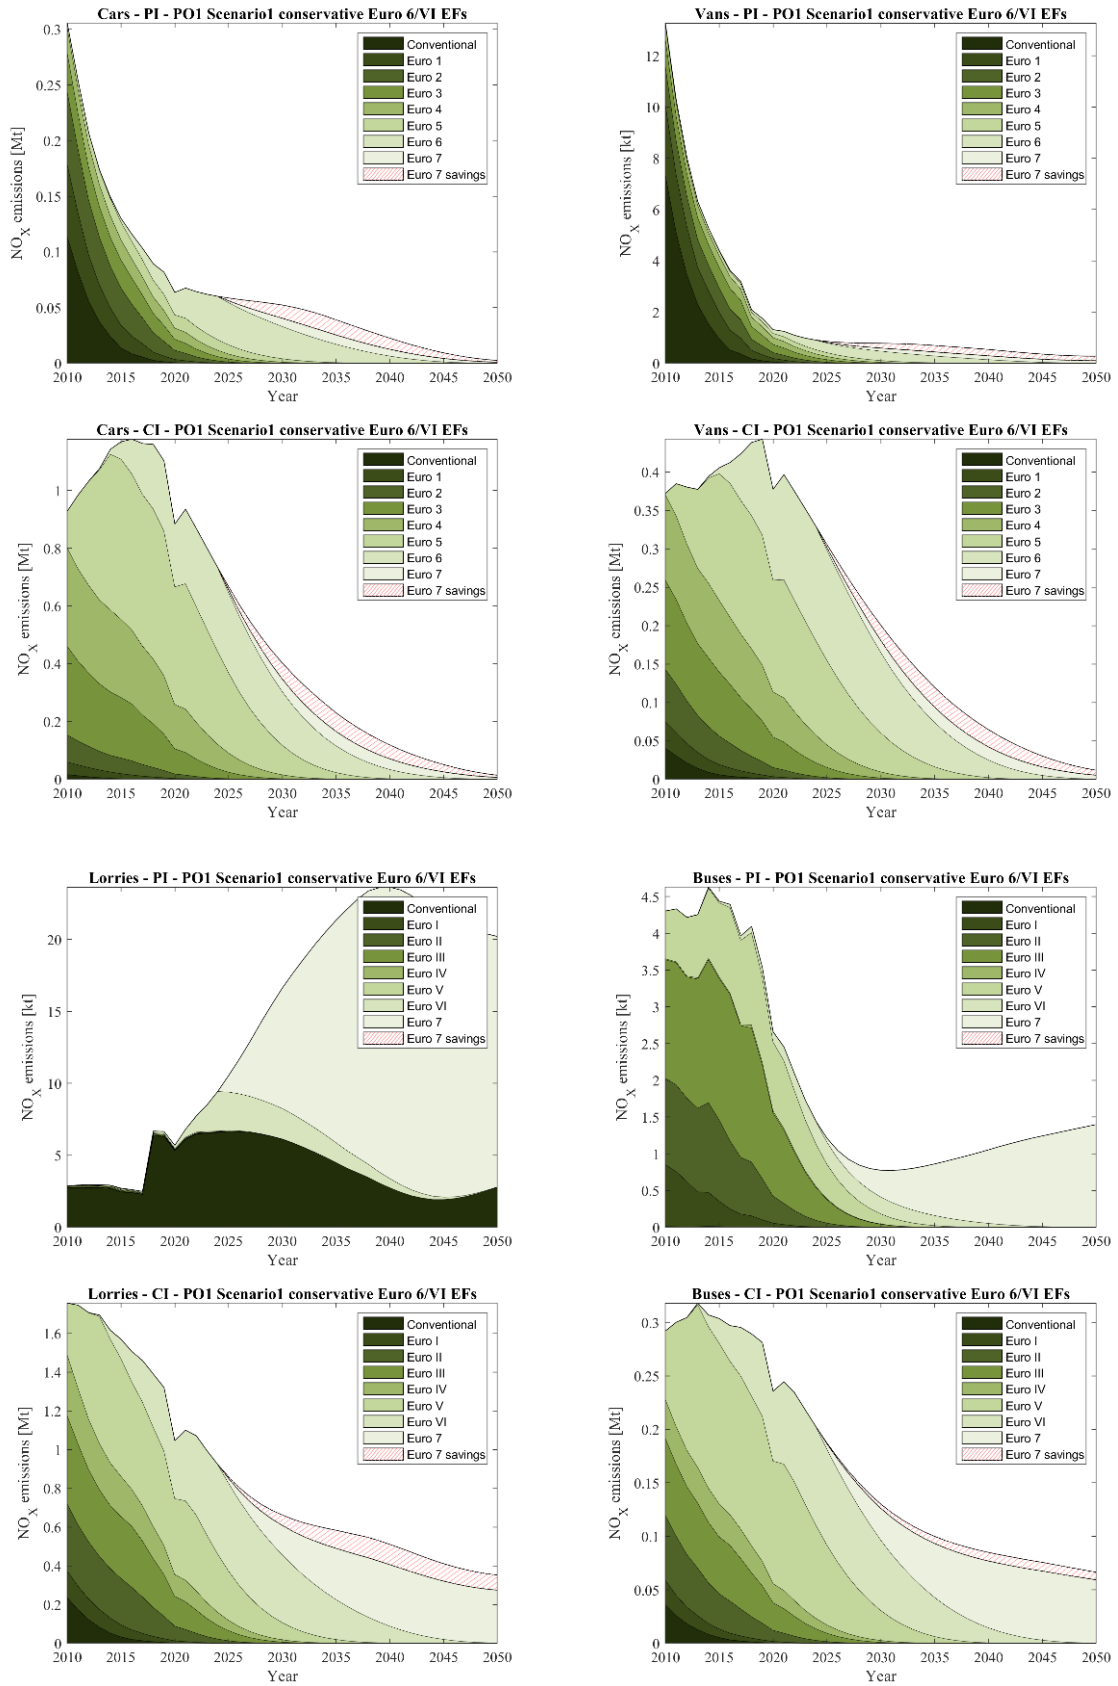 Cars - PI - PO1 Scenario1 conservative Euro 6/VI EFs
NOX emissions [Mt]
0.3
0.25
0.2
0.15
0.1
0.05
0
Conventional
Euro 1
Euro 2
Euro 3
Euro 4
Euro 5
Euro 6
Euro 7
Euro 7 savings
2010 2015 2020 2025 2030 2035 2040 2045 2050
Year
Vans - PI - PO1 Scenario1 conservative Euro 6/VI EFs
NOX emissions [kt]
12
10
8
6
4
2
0
Conventional
Euro 1
Euro 2
Euro 3
Euro 4
Euro 5
Euro 6
Euro 7
Euro 7 savings
2010 2015 2020 2025 2030 2035 2040 2045 2050
Year
Cars - CI - PO1 Scenario1 conservative Euro 6/VI EFs
NOX emissions [Mt]
1
0.8
0.6
0.4
0.2
0
Conventional
Euro 1
Euro 2
Euro 3
Euro 4
Euro 5
Euro 6
Euro 7
Euro 7 savings
2010 2015 2020 2025 2030 2035 2040 2045 2050
Year
Vans - CI - PO1 Scenario1 conservative Euro 6/VI EFs
NOX emissions [Mt]
0.4
0.35
0.3
0.25
0.2
0.15
0.1
0.05
0
Conventional
Euro 1
Euro 2
Euro 3
Euro 4
Euro 5
Euro 6
Euro 7
Euro 7 savings
2010 2015 2020 2025 2030 2035 2040 2045 2050
Year
Lorries - PI - PO1 Scenario1 conservative Euro 6/VI EFs
NOX emissions [kt]
20
15
10
5
0
Conventional
Euro I
Euro II
Euro III
Euro IV
Euro V
Euro VI
Euro 7
Euro 7 savings
2010 2015 2020 2025 2030 2035 2040 2045 2050
Year
Buses - PI - PO1 Scenario1 conservative Euro 6/VI EFs
NOX emissions [kt]
4.5
4
3.5
3
2.5
2
1.5
1
0.5
0
Conventional
Euro I
Euro II
Euro III
Euro IV
Euro V
Euro VI
Euro 7
Euro 7 savings
2010 2015 2020 2025 2030 2035 2040 2045 2050
Year
Lorries - CI - PO1 Scenario1 conservative Euro 6/VI EFs
NOX emissions [Mt]
1.6
1.4
1.2
1
0.8
0.6
0.4
0.2
0
Conventional
Euro I
Euro II
Euro III
Euro IV
Euro V
Euro VI
Euro 7
Euro 7 savings
2010 2015 2020 2025 2030 2035 2040 2045 2050
Year
Buses - CI - PO1 Scenario1 conservative Euro 6/VI EFs
NOX emissions [Mt]
0.3
0.25
0.2
0.15
0.1
0.05
0
Conventional
Euro I
Euro II
Euro III
Euro IV
Euro V
Euro VI
Euro 7
Euro 7 savings
2010 2015 2020 2025 2030 2035 2040 2045 2050
Year